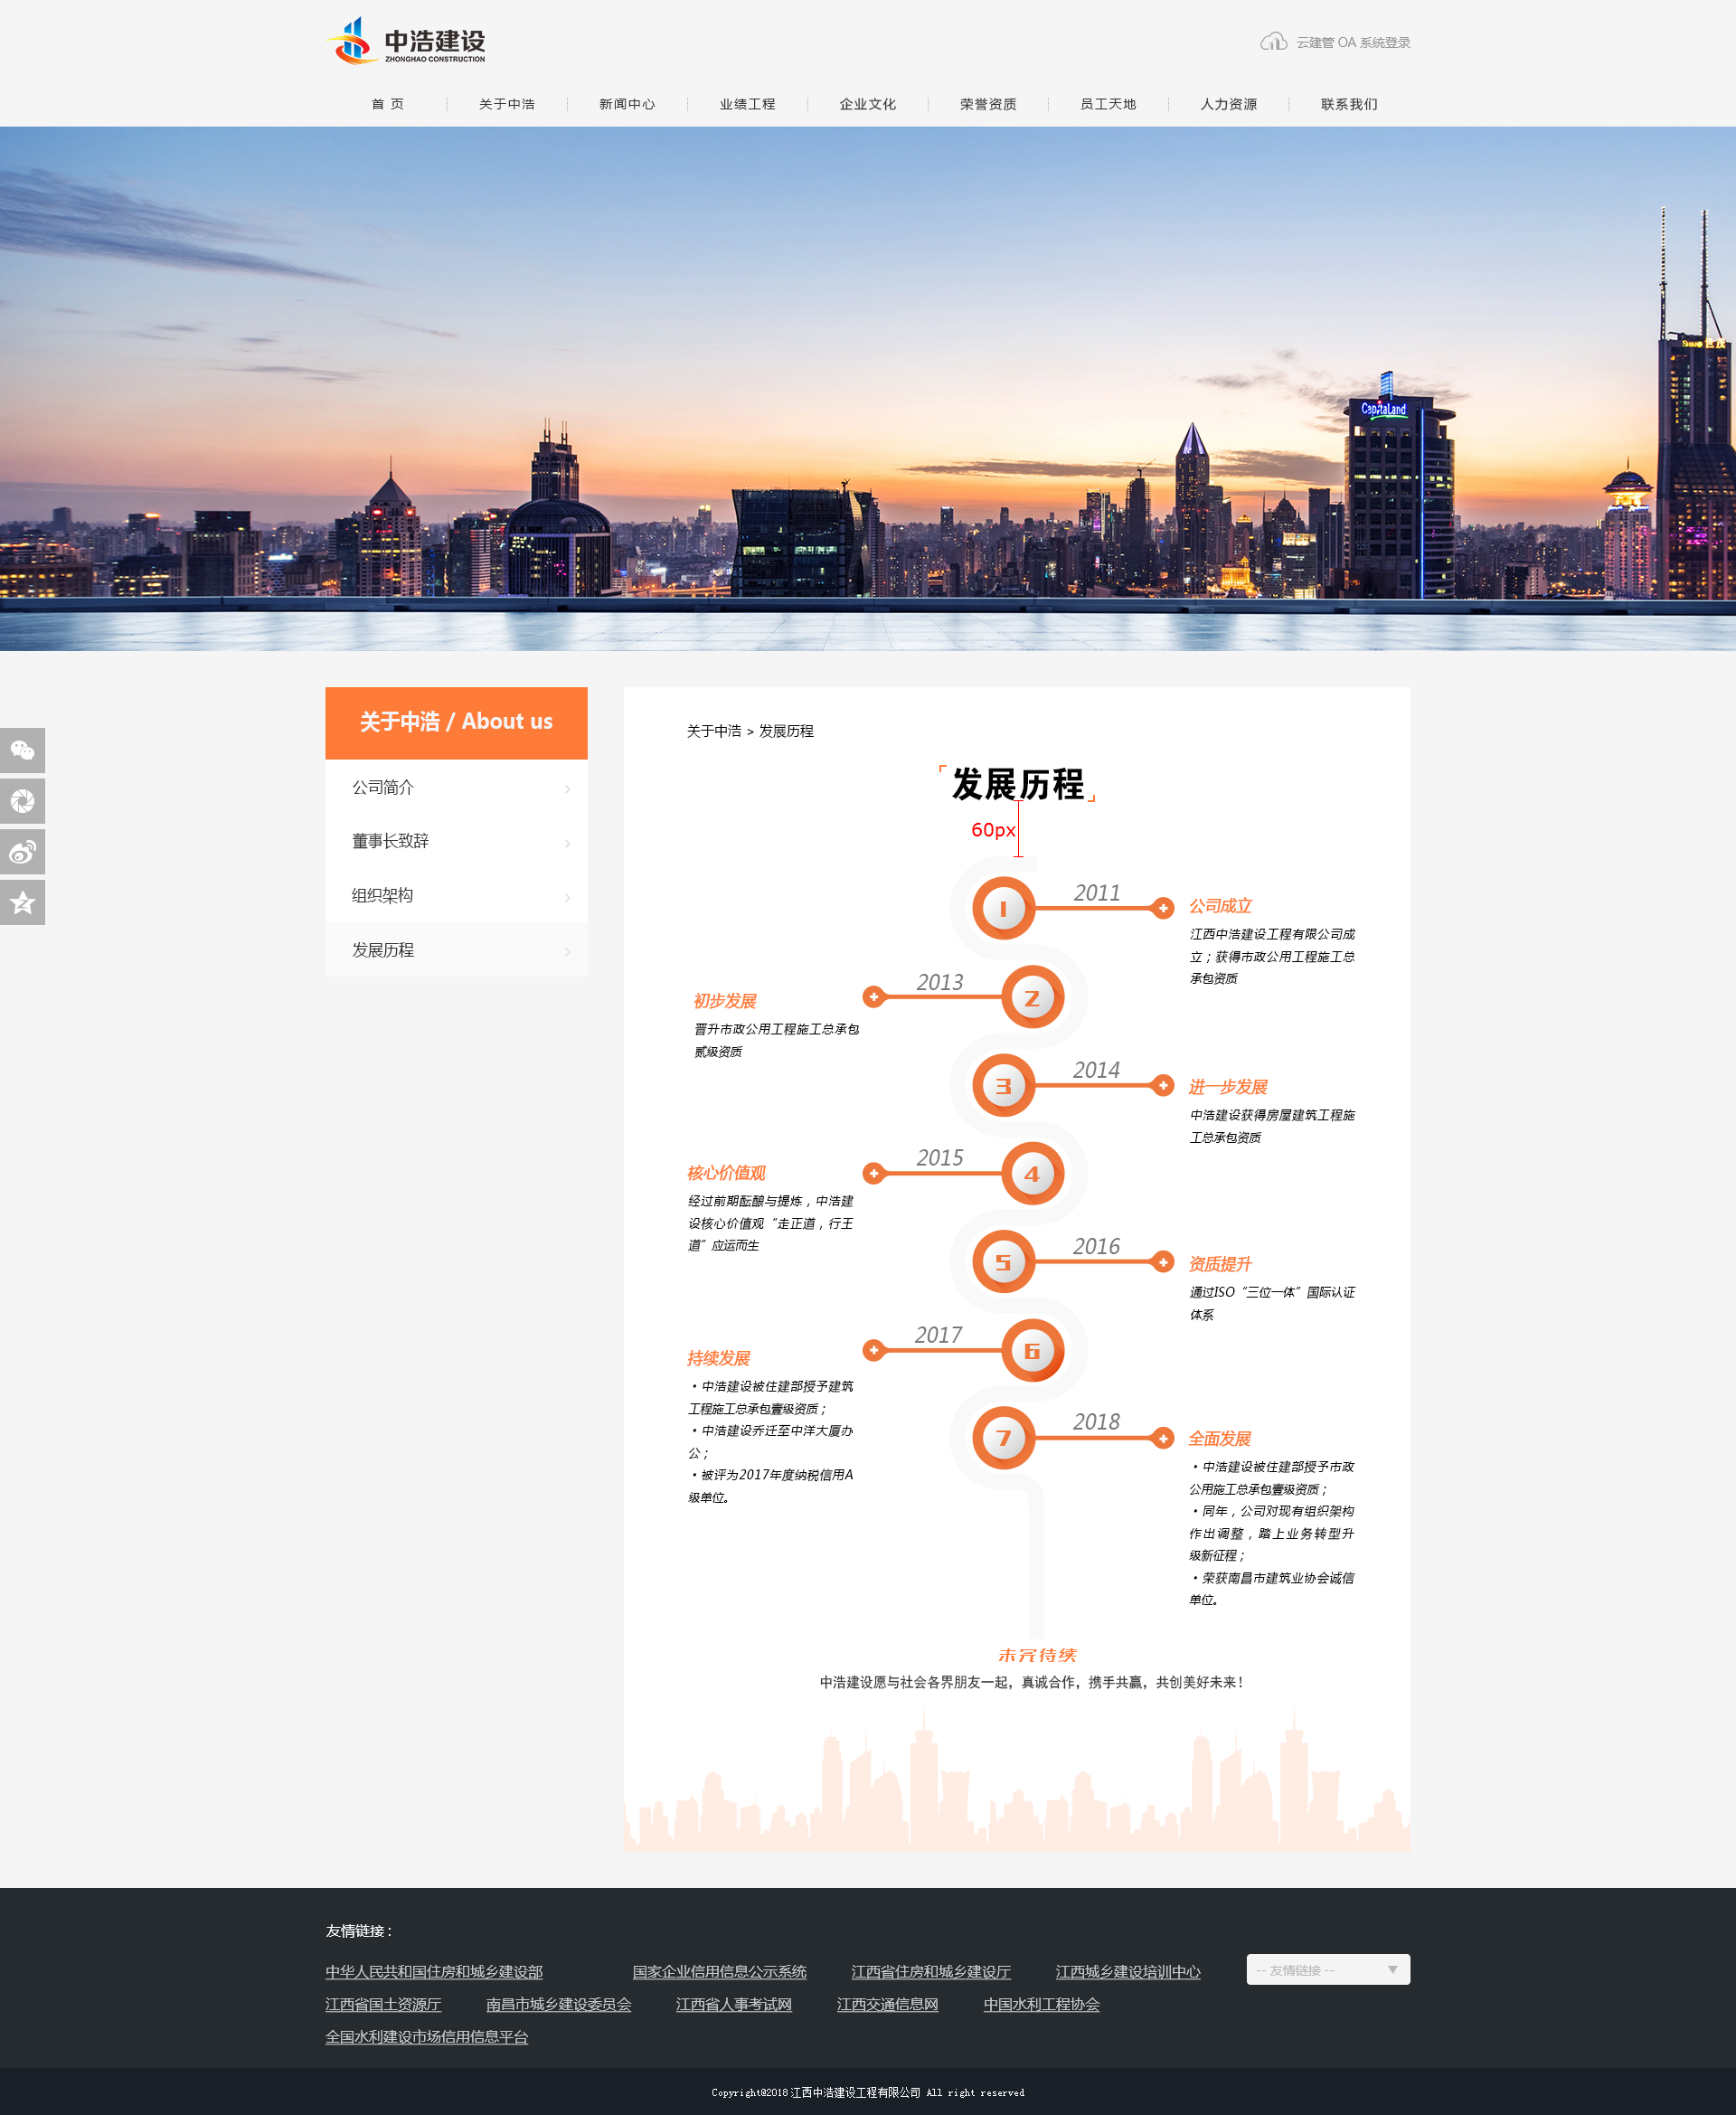 中浩建设
ZHONGHAO CONSTRUCTION
云建管 OA 系统登录
首 页
关于中浩
新闻中心
业绩工程
企业文化
荣誉资质
员工天地
人力资源
联系我们
SHiMAO 世茂
CapitaLand
关于中浩 / About us
公司简介
董事长致辞
组织架构
发展历程
关于中浩 > 发展历程
发展历程
60px
1
2011
公司成立
江西中浩建设工程有限公司成
立；获得市政公用工程施工总
承包资质
2
2013
初步发展
晋升市政公用工程施工总承包
贰级资质
3
2014
进一步发展
中浩建设获得房屋建筑工程施
工总承包资质
4
2015
核心价值观
经过前期酝酿与提炼，中浩建
设核心价值观“走正道，行王
道”应运而生
5
2016
资质提升
通过ISO“三位一体”国际认证
体系
6
2017
持续发展
・中浩建设被住建部授予建筑
工程施工总承包壹级资质；
・中浩建设乔迁至中洋大厦办
公；
・被评为2017年度纳税信用A
级单位。
7
2018
全面发展
・中浩建设被住建部授予市政
公用施工总承包壹级资质；
・同年，公司对现有组织架构
作出调整，踏上业务转型升
级新征程；
・荣获南昌市建筑业协会诚信
单位。
未完待续
中浩建设愿与社会各界朋友一起，真诚合作，携手共赢，共创美好未来！
友情链接：
中华人民共和国住房和城乡建设部
国家企业信用信息公示系统
江西省住房和城乡建设厅
江西城乡建设培训中心
-- 友情链接 --
江西省国土资源厅
南昌市城乡建设委员会
江西省人事考试网
江西交通信息网
中国水利工程协会
全国水利建设市场信用信息平台
Copyright@2018 江西中浩建设工程有限公司 All right reserved